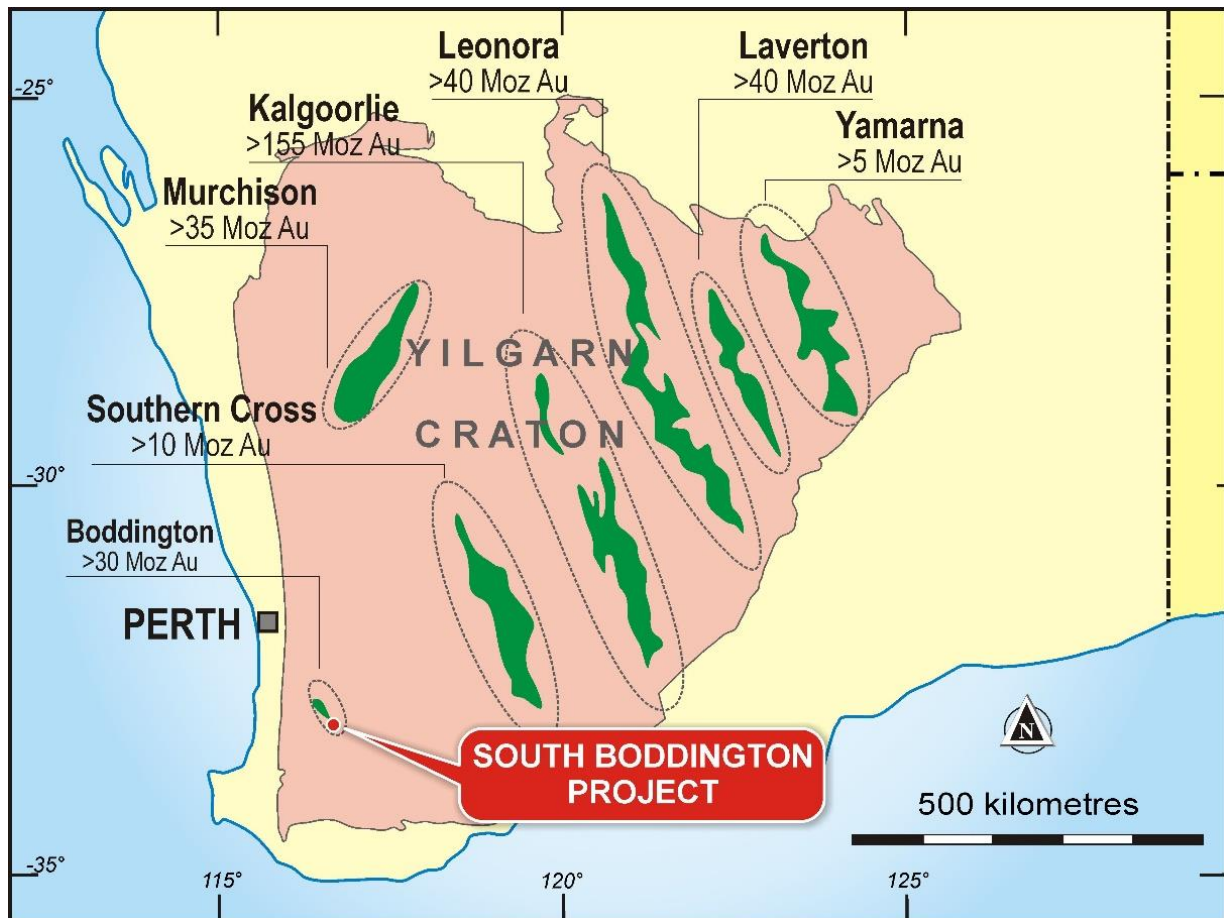 Leonora
>40 Moz Au
Laverton
>40 Moz Au
-25°
Kalgoorlie
>155 Moz Au
Yamarna
>5 Moz Au
Murchison
>35 Moz Au
YILGARN
CRATON
Southern Cross
>10 Moz Au
-30°
Boddington
>30 Moz Au
PERTH
SOUTH BODDINGTON
PROJECT
N
500 kilometres
-35°
115°
120°
125°